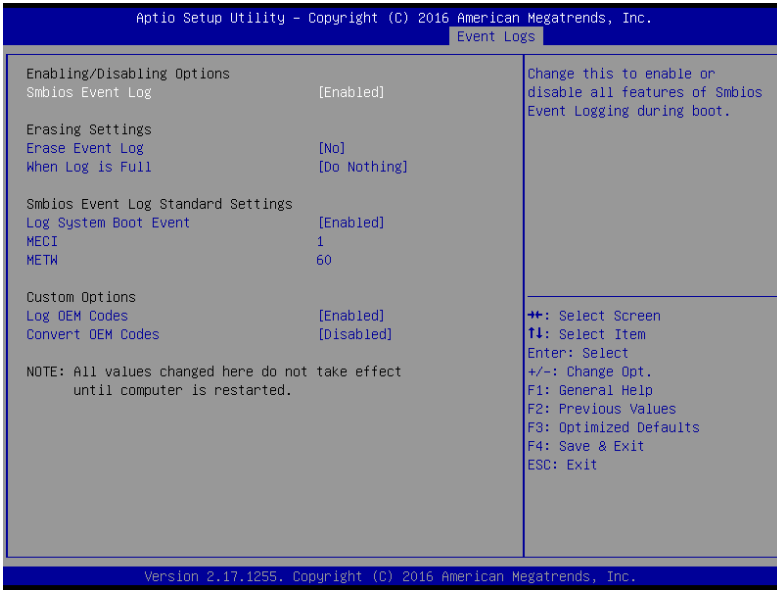 Aptio Setup Utility – Copyright (C) 2016 American Megatrends, Inc.
Event Logs
Enabling/Disabling Options
Smbios Event Log [Enabled]
Erasing Settings
Erase Event Log [No]
When Log is Full [Do Nothing]
Smbios Event Log Standard Settings
Log System Boot Event [Enabled]
MECI 1
METW 60
Custom Options
Log OEM Codes [Enabled]
Convert OEM Codes [Disabled]
NOTE: All values changed here do not take effect
until computer is restarted.
Change this to enable or
disable all features of Smbios
Event Logging during boot.
→←: Select Screen
↑↓: Select Item
Enter: Select
+/-: Change Opt.
F1: General Help
F2: Previous Values
F3: Optimized Defaults
F4: Save & Exit
ESC: Exit
Version 2.17.1255. Copyright (C) 2016 American Megatrends, Inc.